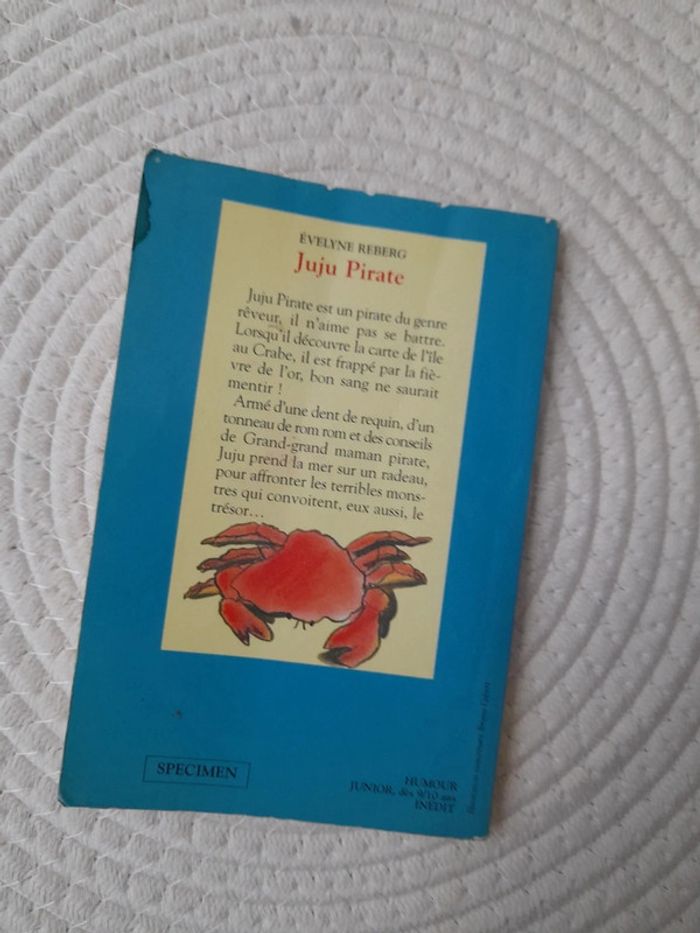 ÉVELYNE REBERG
Juju Pirate
Juju Pirate est un pirate du genre
rêveur, il n'aime pas se battre.
Lorsqu'il découvre la carte de l'île
au Crabe, il est frappé par la fiè-
vre de l'or, bon sang ne saurait
mentir !
Armé d'une dent de requin, d'un
tonneau de rom rom et des conseils
de Grand-grand maman pirate,
Juju prend la mer sur un radeau,
pour affronter les terribles mons-
tres qui convoitent, eux aussi, le
trésor...
SPECIMEN
HUMOUR
JUNIOR, dès 9/10 ans
INÉDIT